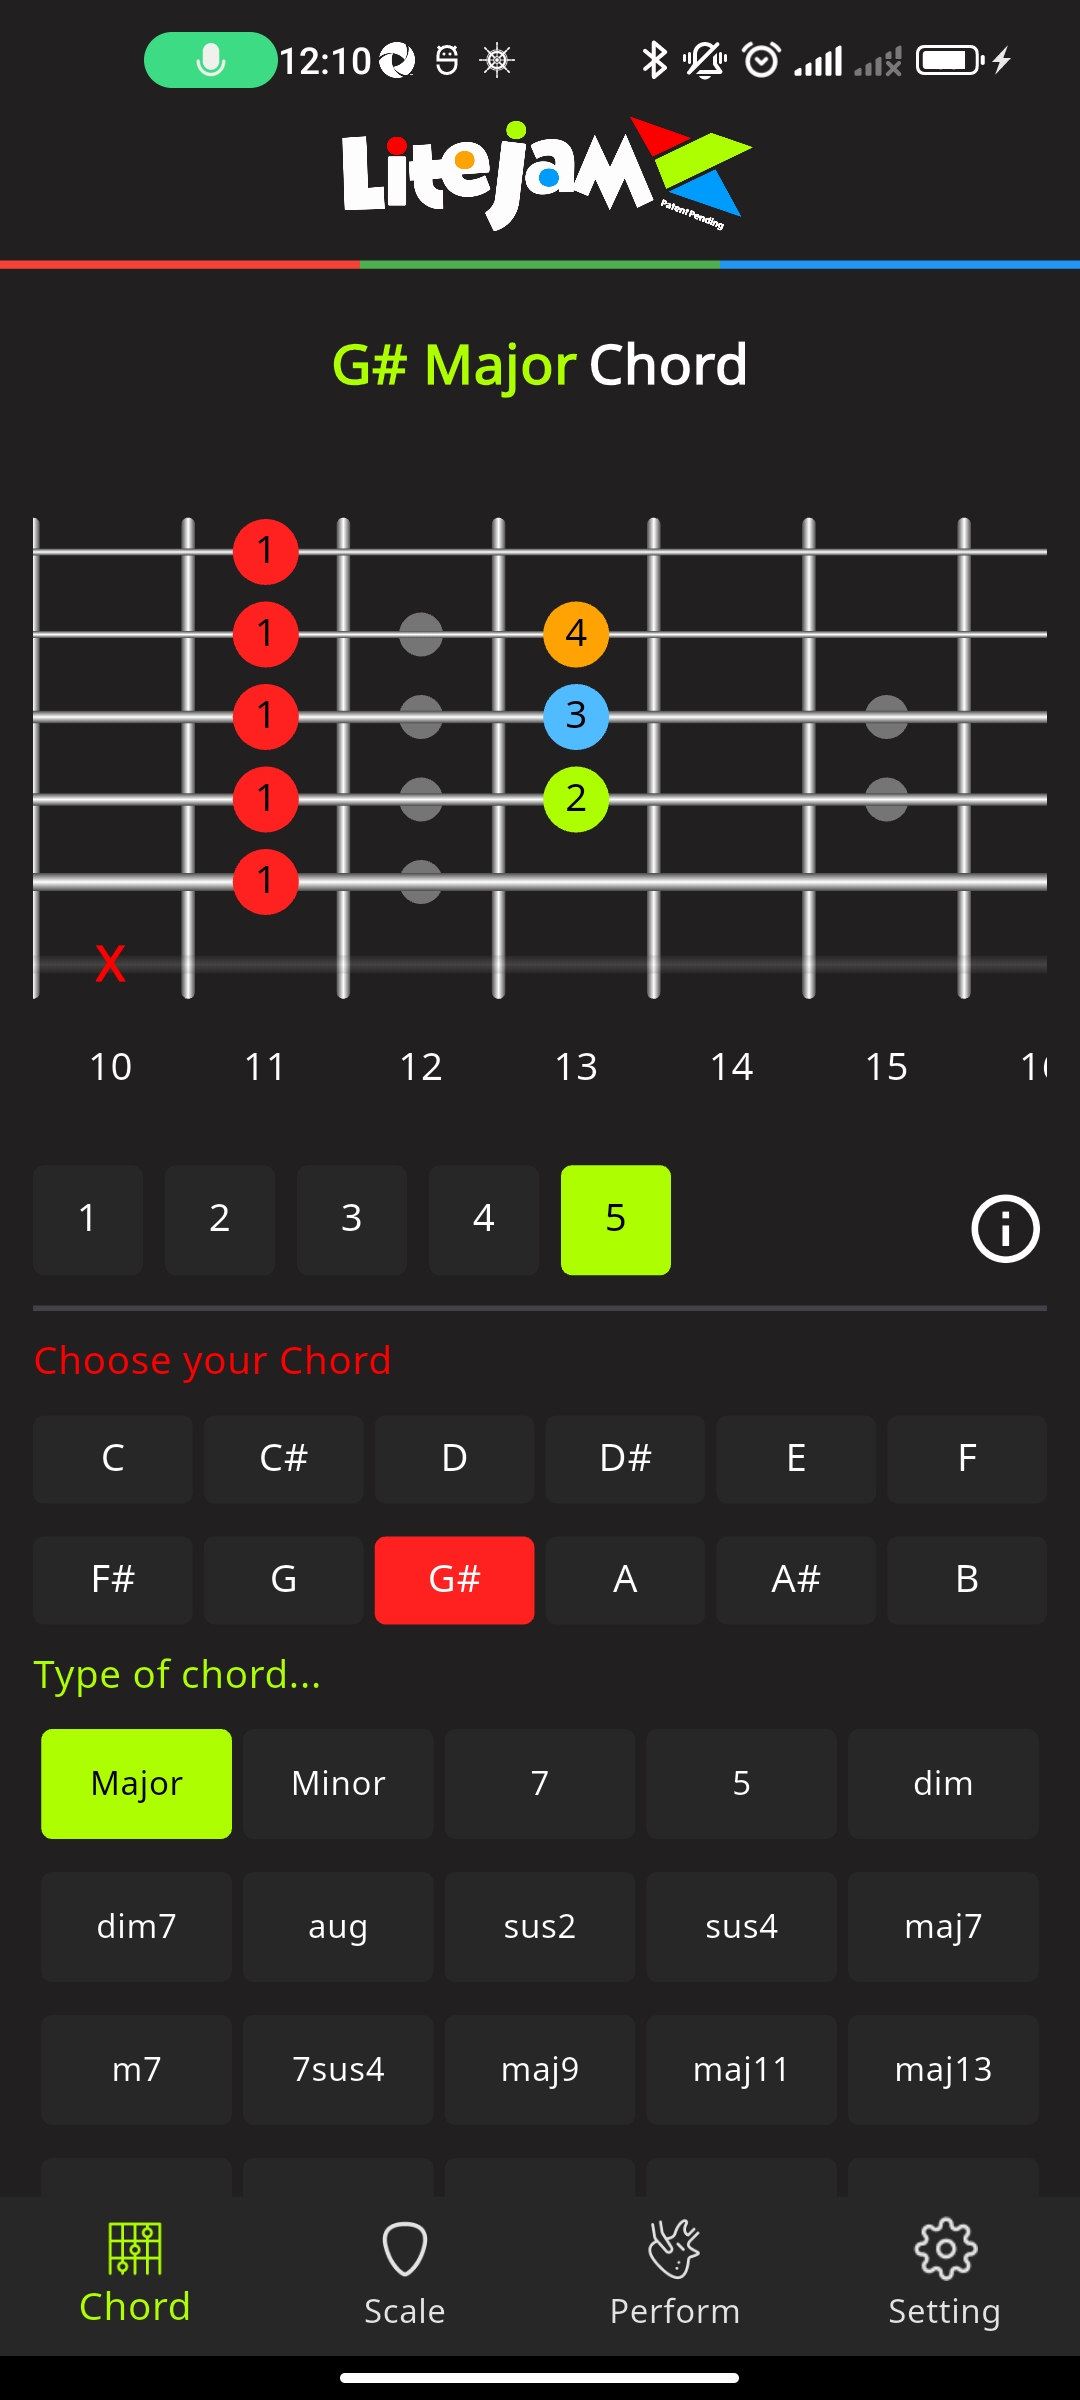 12:10
Litejam
Patent Pending
G# Major Chord
1
1 4
1 3
1 2
1
X
10 11 12 13 14 15
1 2 3 4 5
Choose your Chord
C C# D D# E F
F# G G# A A# B
Type of chord...
Major Minor 7 5 dim
dim7 aug sus2 sus4 maj7
m7 7sus4 maj9 maj11 maj13
Chord Scale Perform Setting